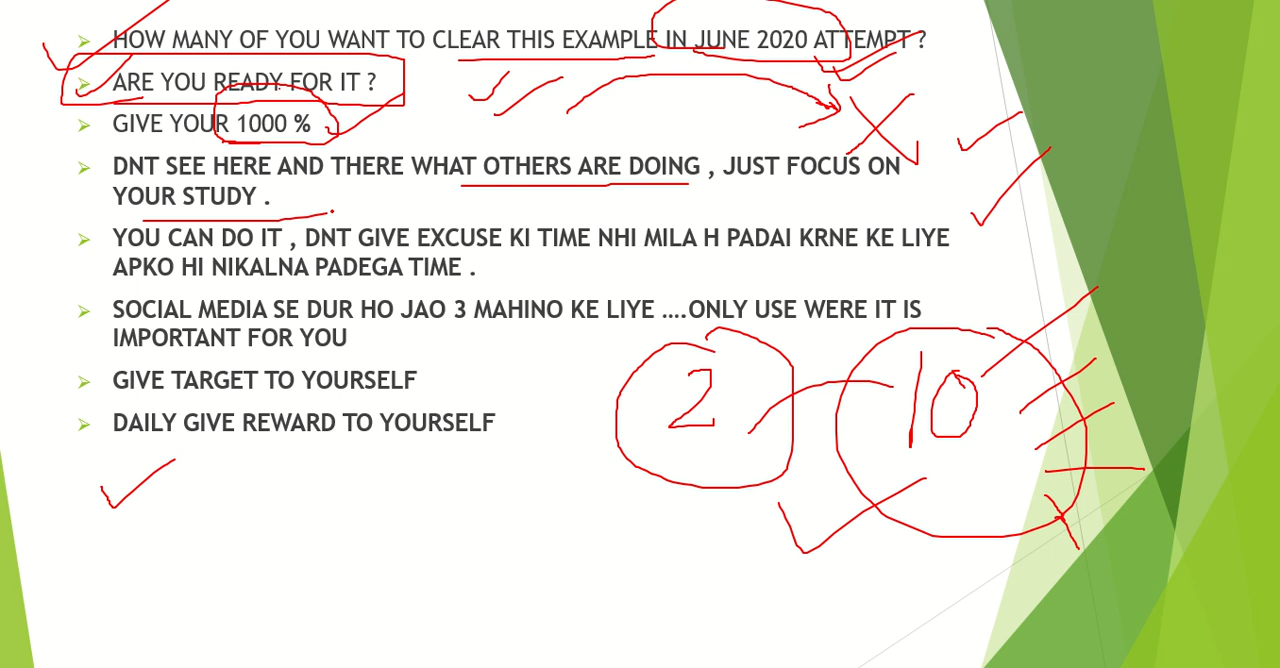 HOW MANY OF YOU WANT TO CLEAR THIS EXAMPLE IN JUNE 2020 ATTEMPT ?
ARE YOU READY FOR IT ?
GIVE YOUR 1000 %
DNT SEE HERE AND THERE WHAT OTHERS ARE DOING , JUST FOCUS ON
YOUR STUDY .
YOU CAN DO IT , DNT GIVE EXCUSE KI TIME NHI MILA H PADAI KRNE KE LIYE
APKO HI NIKALNA PADEGA TIME .
SOCIAL MEDIA SE DUR HO JAO 3 MAHINO KE LIYE ....ONLY USE WERE IT IS
IMPORTANT FOR YOU
GIVE TARGET TO YOURSELF
DAILY GIVE REWARD TO YOURSELF
2 10